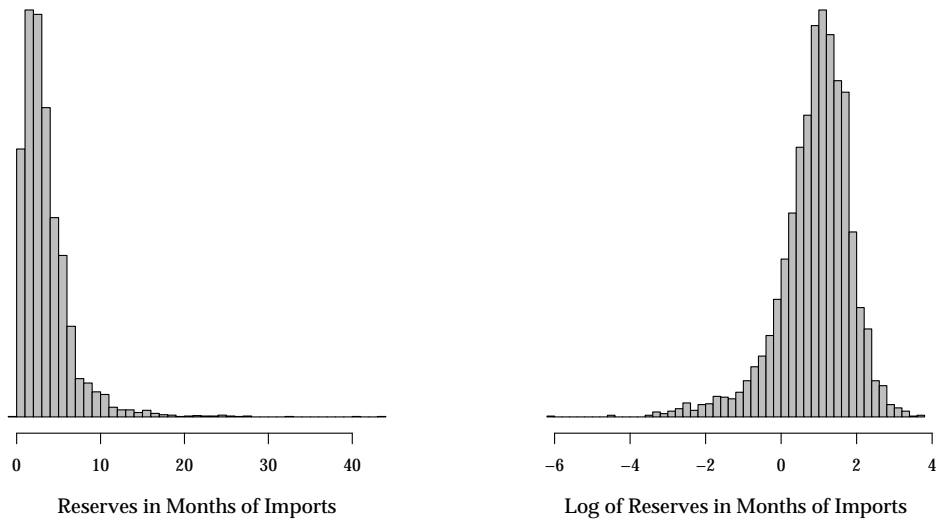 0 10 20 30 40
Reserves in Months of Imports
−6 −4 −2 0 2 4
Log of Reserves in Months of Imports